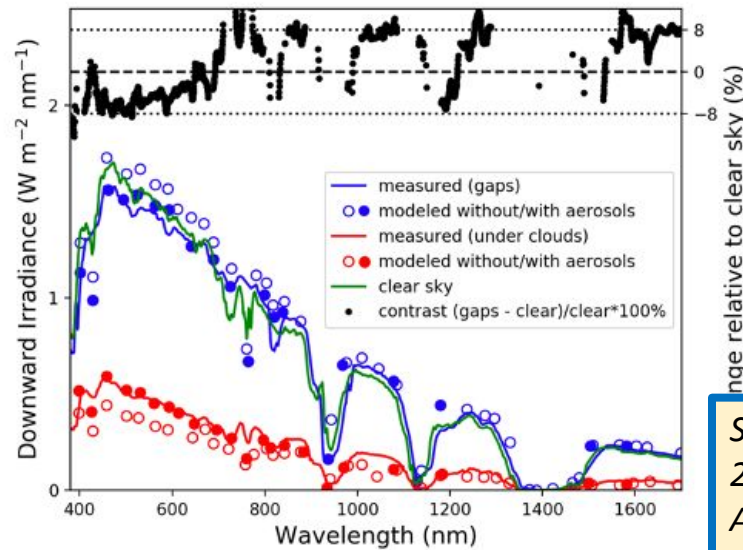 Downward Irradiance (W m⁻² nm⁻¹)
2
1
0
8
0
−8
nge relative to clear sky (%)
measured (gaps)
modeled without/with aerosols
measured (under clouds)
modeled without/with aerosols
clear sky
contrast (gaps - clear)/clear*100%
400 600 800 1000 1200 1400 1600
Wavelength (nm)
S
2
A